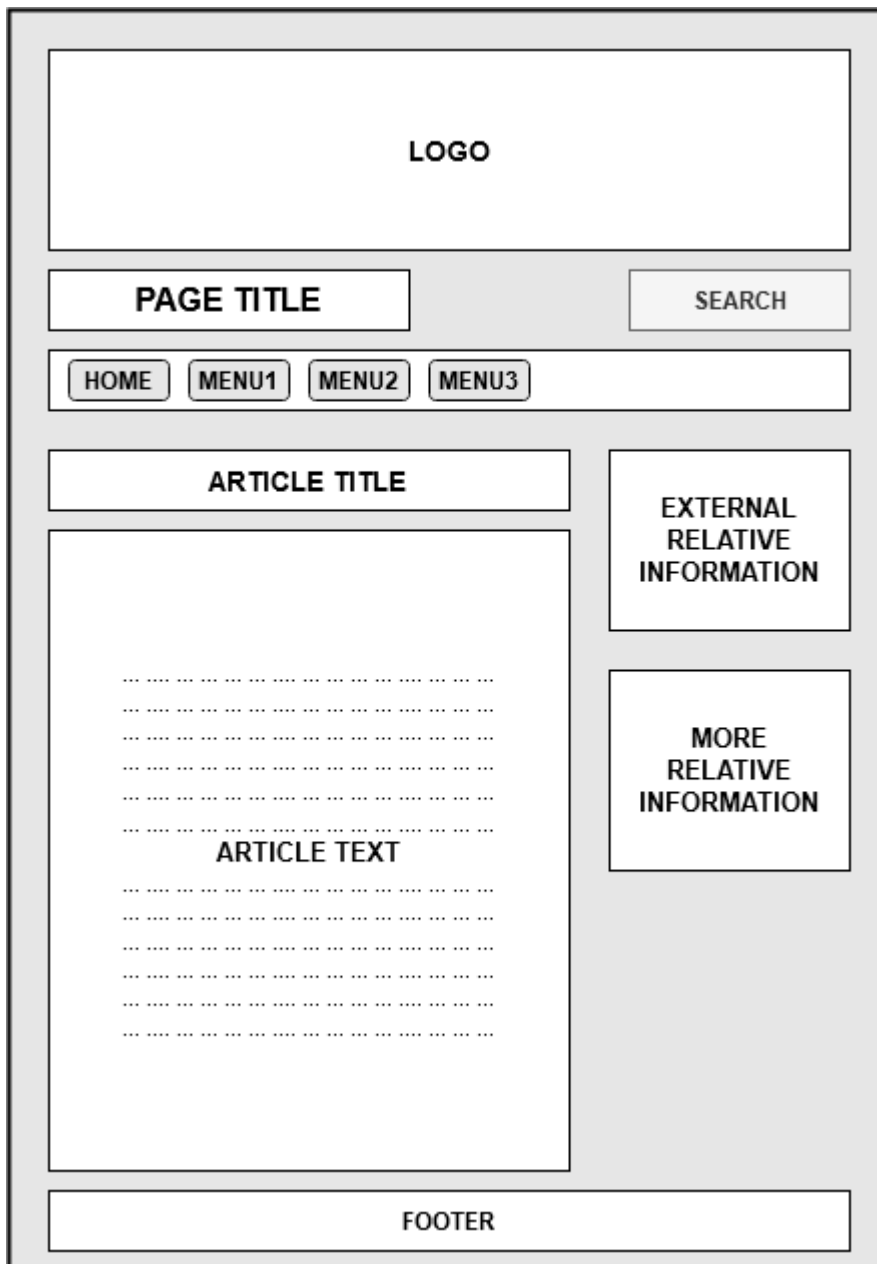 LOGO
PAGE TITLE
SEARCH
HOME MENU1 MENU2 MENU3
ARTICLE TITLE
... .... ... ... ... ... .... ... ... ... ... .... ... ... ...
... .... ... ... ... ... .... ... ... ... ... .... ... ... ...
... .... ... ... ... ... .... ... ... ... ... .... ... ... ...
... .... ... ... ... ... .... ... ... ... ... .... ... ... ...
... .... ... ... ... ... .... ... ... ... ... .... ... ... ...
... .... ... ... ... ... .... ... ... ... ... .... ... ... ...
ARTICLE TEXT
... .... ... ... ... ... .... ... ... ... ... .... ... ... ...
... .... ... ... ... ... .... ... ... ... ... .... ... ... ...
... .... ... ... ... ... .... ... ... ... ... .... ... ... ...
... .... ... ... ... ... .... ... ... ... ... .... ... ... ...
... .... ... ... ... ... .... ... ... ... ... .... ... ... ...
... .... ... ... ... ... .... ... ... ... ... .... ... ... ...
EXTERNAL
RELATIVE
INFORMATION
MORE
RELATIVE
INFORMATION
FOOTER